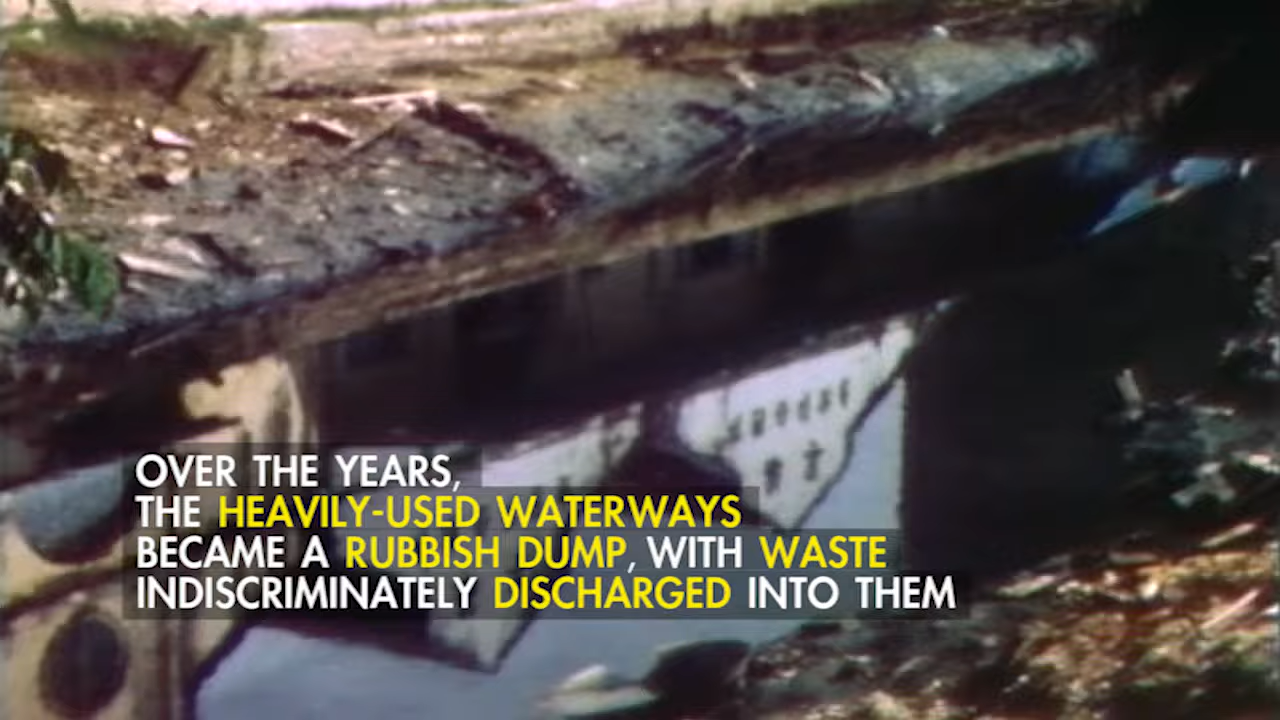 OVER THE YEARS,
THE HEAVILY-USED WATERWAYS
BECAME A RUBBISH DUMP, WITH WASTE
INDISCRIMINATELY DISCHARGED INTO THEM